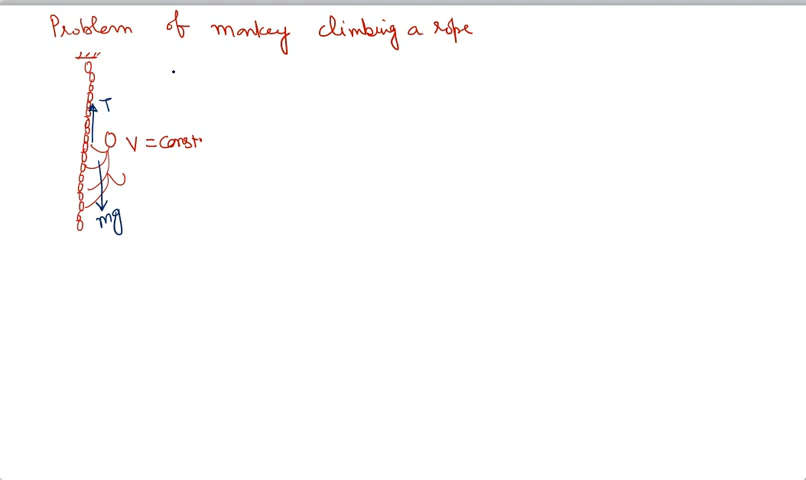 Problem of monkey climbing a rope
T
V = const
mg